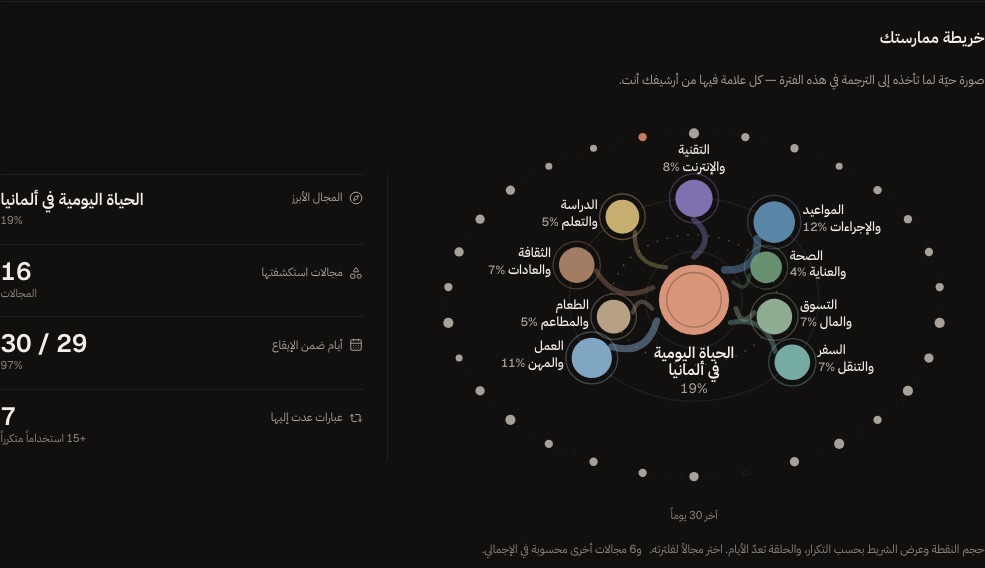 خريطة ممارستك
صورة حيّة لما تأخذه إلى الترجمة في هذه الفترة — كل علامة فيها من أرشيفك أنت.
التقنية
والإنترنت 8%
المواعيد
والإجراءات 12%
الصحة
والعناية 4%
التسوق
والمال 7%
السفر
والتنقل 7%
الدراسة
والتعلم 5%
الثقافة
والعادات 7%
الطعام
والمطاعم 5%
العمل
والمهن 11%
الحياة اليومية
في ألمانيا
19%
آخر 30 يوماً
حجم النقطة وعرض الشريط بحسب التكرار، والحلقة تعدّ الأيام. اختر مجالاً لفلترته. و6 مجالات أخرى محسوبة في الإجمالي.
المجال الأبرز
الحياة اليومية في ألمانيا
19%
مجالات استكشفتها
16
المجالات
أيام ضمن الإيقاع
30 / 29
97%
عبارات عدت إليها
7
+15 استخداماً متكرراً